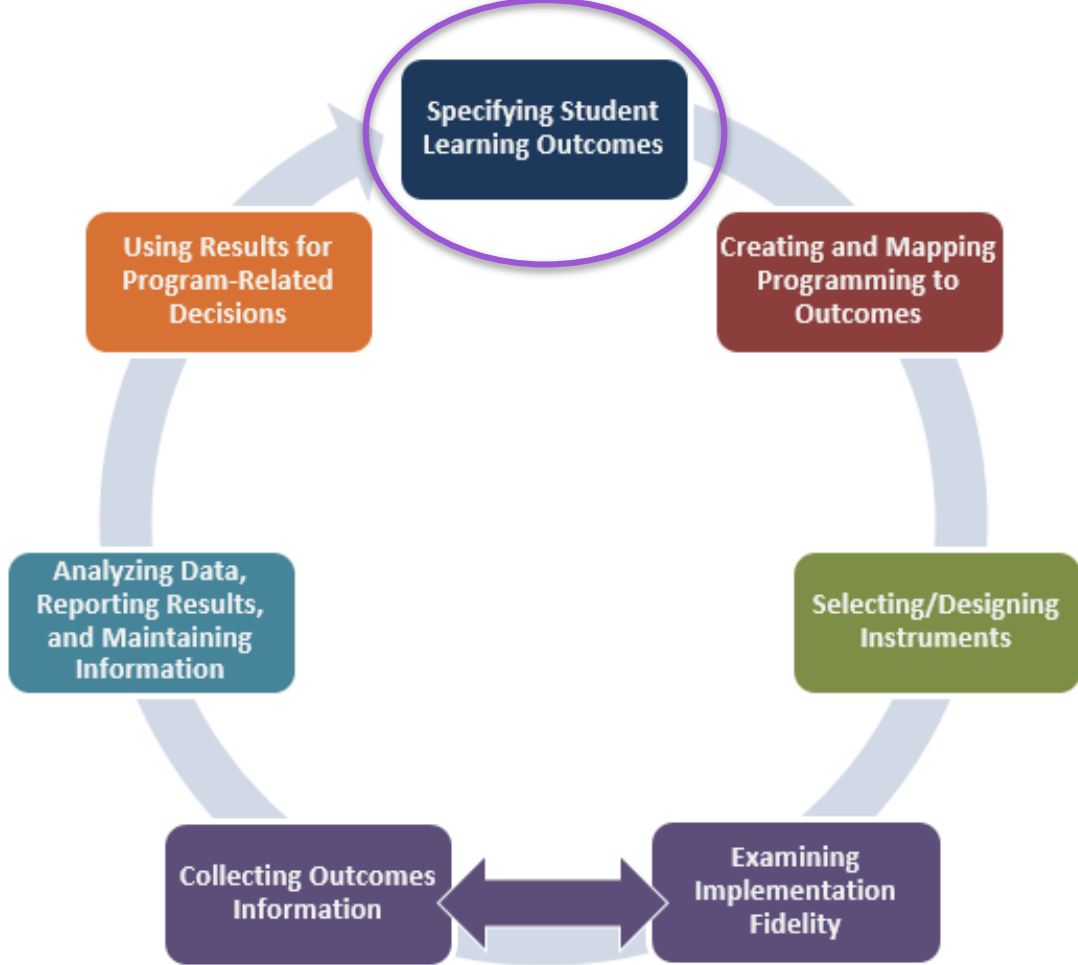 Specifying Student
Learning Outcomes
Creating and Mapping
Programming to
Outcomes
Selecting/Designing
Instruments
Examining
Implementation
Fidelity
Collecting Outcomes
Information
Analyzing Data,
Reporting Results,
and Maintaining
Information
Using Results for
Program-Related
Decisions